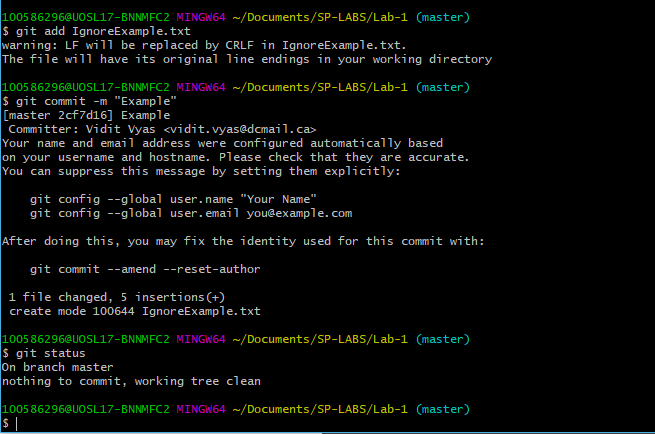 100586296@UOSL17-BNNMFC2 MINGW64 ~/Documents/SP-LABS/Lab-1 (master)
$ git add IgnoreExample.txt
warning: LF will be replaced by CRLF in IgnoreExample.txt.
The file will have its original line endings in your working directory

100586296@UOSL17-BNNMFC2 MINGW64 ~/Documents/SP-LABS/Lab-1 (master)
$ git commit -m "Example"
[master 2cf7d16] Example
 Committer: Vidit Vyas <vidit.vyas@dcmail.ca>
Your name and email address were configured automatically based
on your username and hostname. Please check that they are accurate.
You can suppress this message by setting them explicitly:

    git config --global user.name "Your Name"
    git config --global user.email you@example.com

After doing this, you may fix the identity used for this commit with:

    git commit --amend --reset-author

 1 file changed, 5 insertions(+)
 create mode 100644 IgnoreExample.txt

100586296@UOSL17-BNNMFC2 MINGW64 ~/Documents/SP-LABS/Lab-1 (master)
$ git status
On branch master
nothing to commit, working tree clean

100586296@UOSL17-BNNMFC2 MINGW64 ~/Documents/SP-LABS/Lab-1 (master)
$